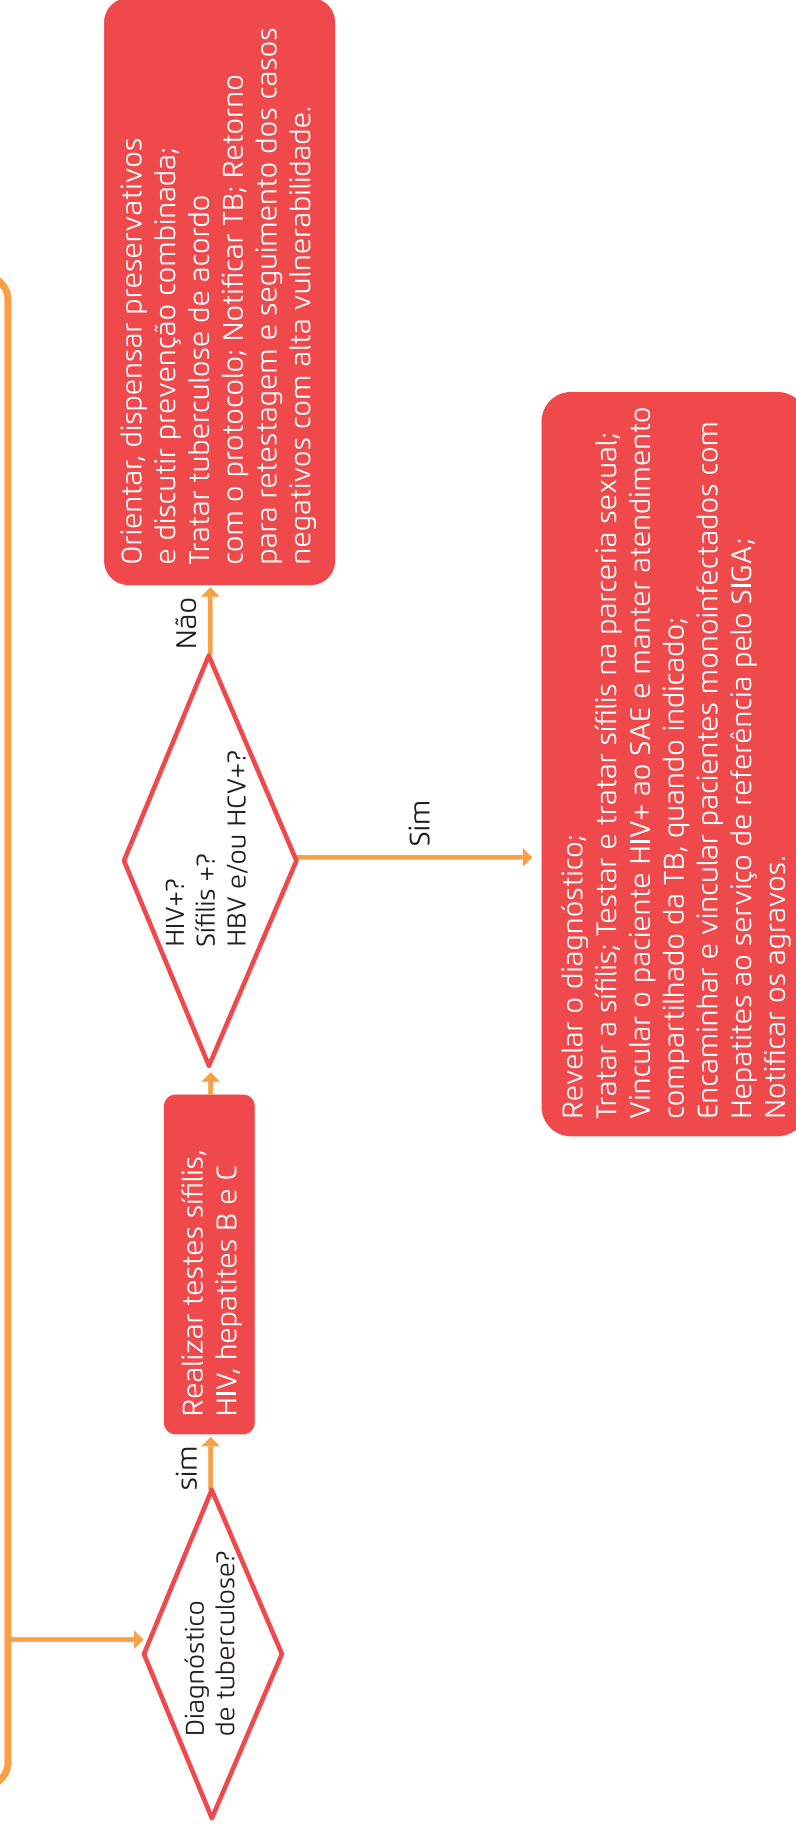 Diagnóstico
de tuberculose?
sim
Realizar testes sífilis,
HIV, hepatites B e C
HIV+?
Sífilis +?
HBV e/ou HCV+?
Não
Orientar, dispensar preservativos
e discutir prevenção combinada;
Tratar tuberculose de acordo
com o protocolo; Notificar TB; Retorno
para retestagem e seguimento dos casos
negativos com alta vulnerabilidade.
Sim
Revelar o diagnóstico;
Tratar a sífilis; Testar e tratar sífilis na parceria sexual;
Vincular o paciente HIV+ ao SAE e manter atendimento
compartilhado da TB, quando indicado;
Encaminhar e vincular pacientes monoinfectados com
Hepatites ao serviço de referência pelo SIGA;
Notificar os agravos.